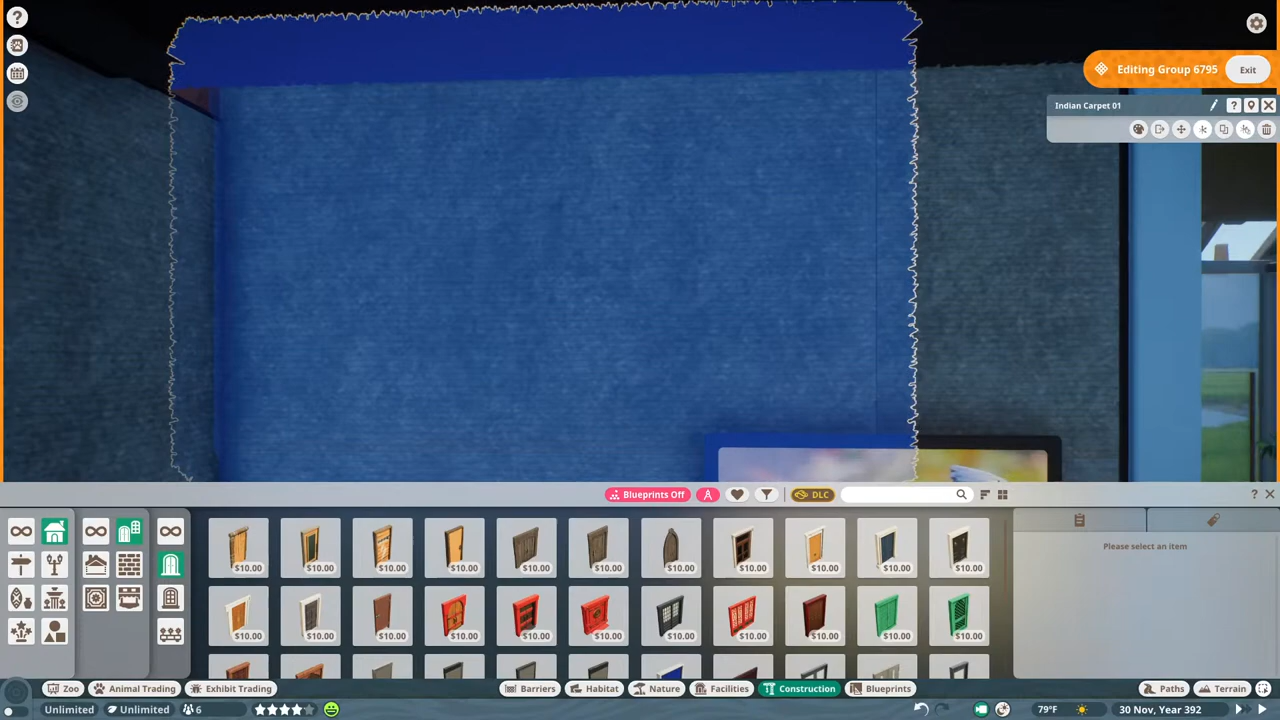 ?
Editing Group 6795
Exit
Indian Carpet 01
?
Blueprints Off
DLC
?
$10.00 $10.00 $10.00 $10.00 $10.00 $10.00 $10.00 $10.00 $10.00 $10.00 $10.00
$10.00 $10.00 $10.00 $10.00 $10.00 $10.00 $10.00 $10.00 $10.00 $10.00 $10.00
Please select an item
Zoo
Animal Trading
Exhibit Trading
Barriers
Habitat
Nature
Facilities
Construction
Blueprints
Paths
Terrain
Unlimited
Unlimited
6
79°F
30 Nov, Year 392